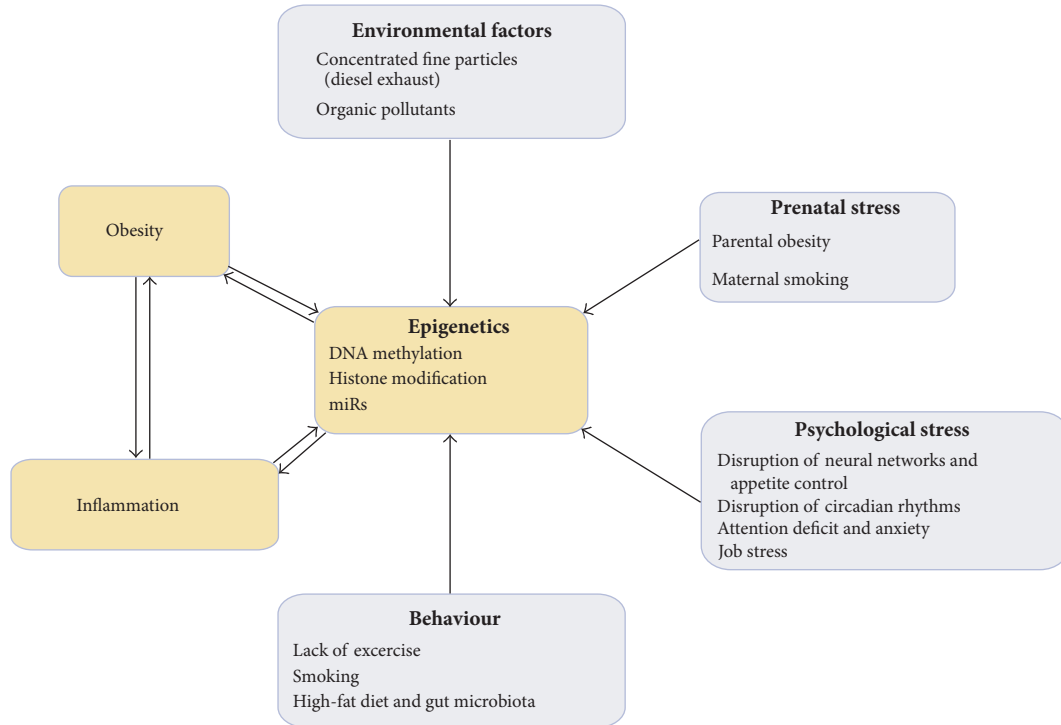 Environmental factors
Concentrated fine particles
(diesel exhaust)
Organic pollutants
Obesity
Prenatal stress
Parental obesity
Maternal smoking
Epigenetics
DNA methylation
Histone modification
miRs
Inflammation
Psychological stress
Disruption of neural networks and
appetite control
Disruption of circadian rhythms
Attention deficit and anxiety
Job stress
Behaviour
Lack of excercise
Smoking
High-fat diet and gut microbiota